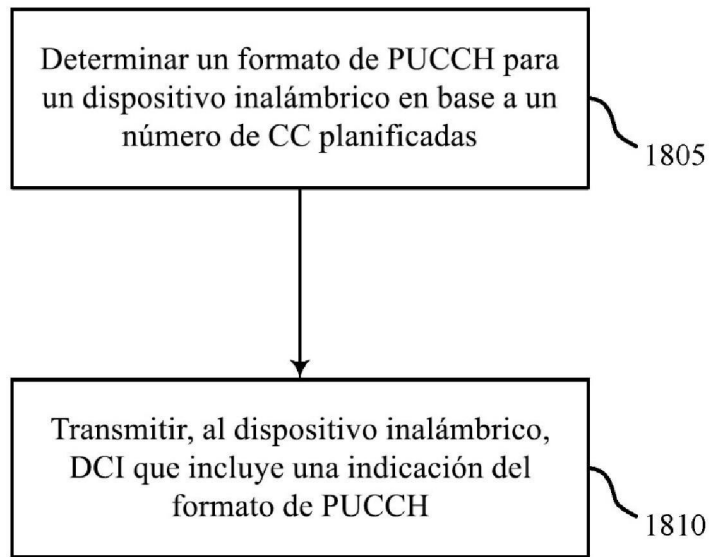 Determinar un formato de PUCCH para
un dispositivo inalámbrico en base a un
número de CC planificadas
1805
Transmitir, al dispositivo inalámbrico,
DCI que incluye una indicación del
formato de PUCCH
1810